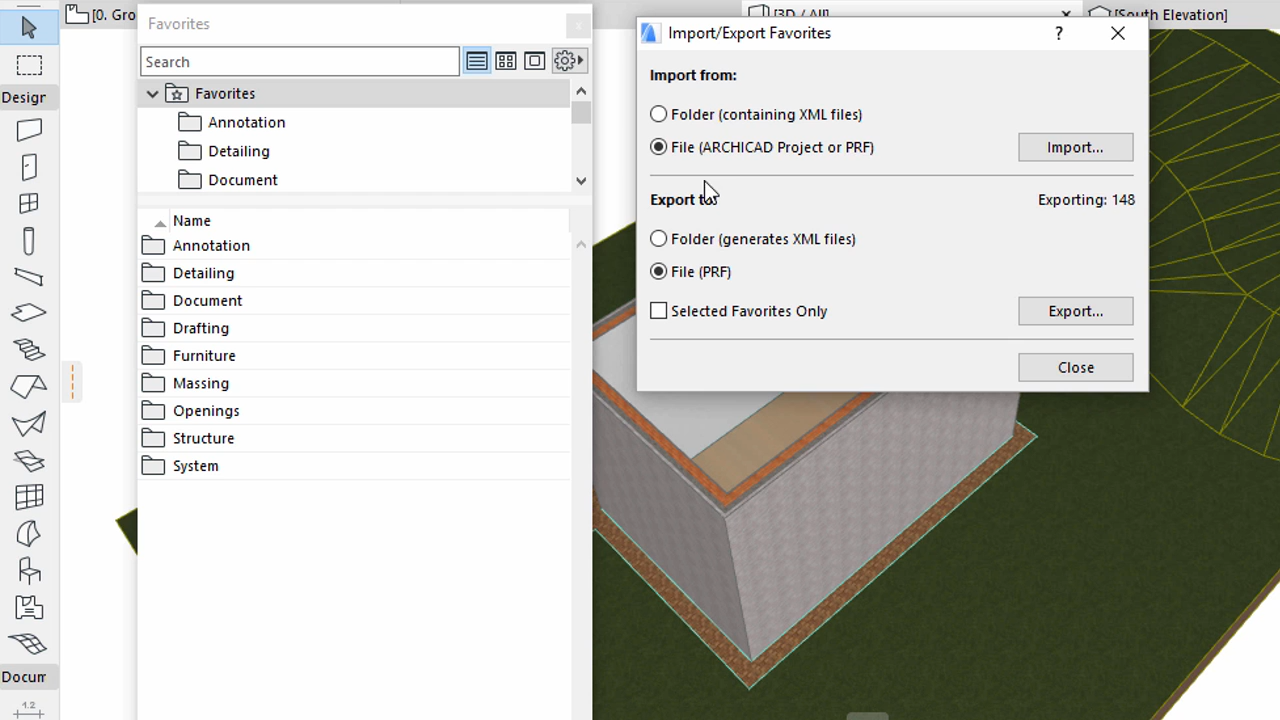 [0. Gro
[3D / All]
[South Elevation]
Favorites
Import/Export Favorites
?
Search
Import from:
Favorites
Folder (containing XML files)
Annotation
File (ARCHICAD Project or PRF)
Import...
Detailing
Document
Export to:
Exporting: 148
Name
Folder (generates XML files)
Annotation
File (PRF)
Detailing
Document
Selected Favorites Only
Export...
Drafting
Furniture
Close
Massing
Openings
Structure
System
Design
Docum
1.2